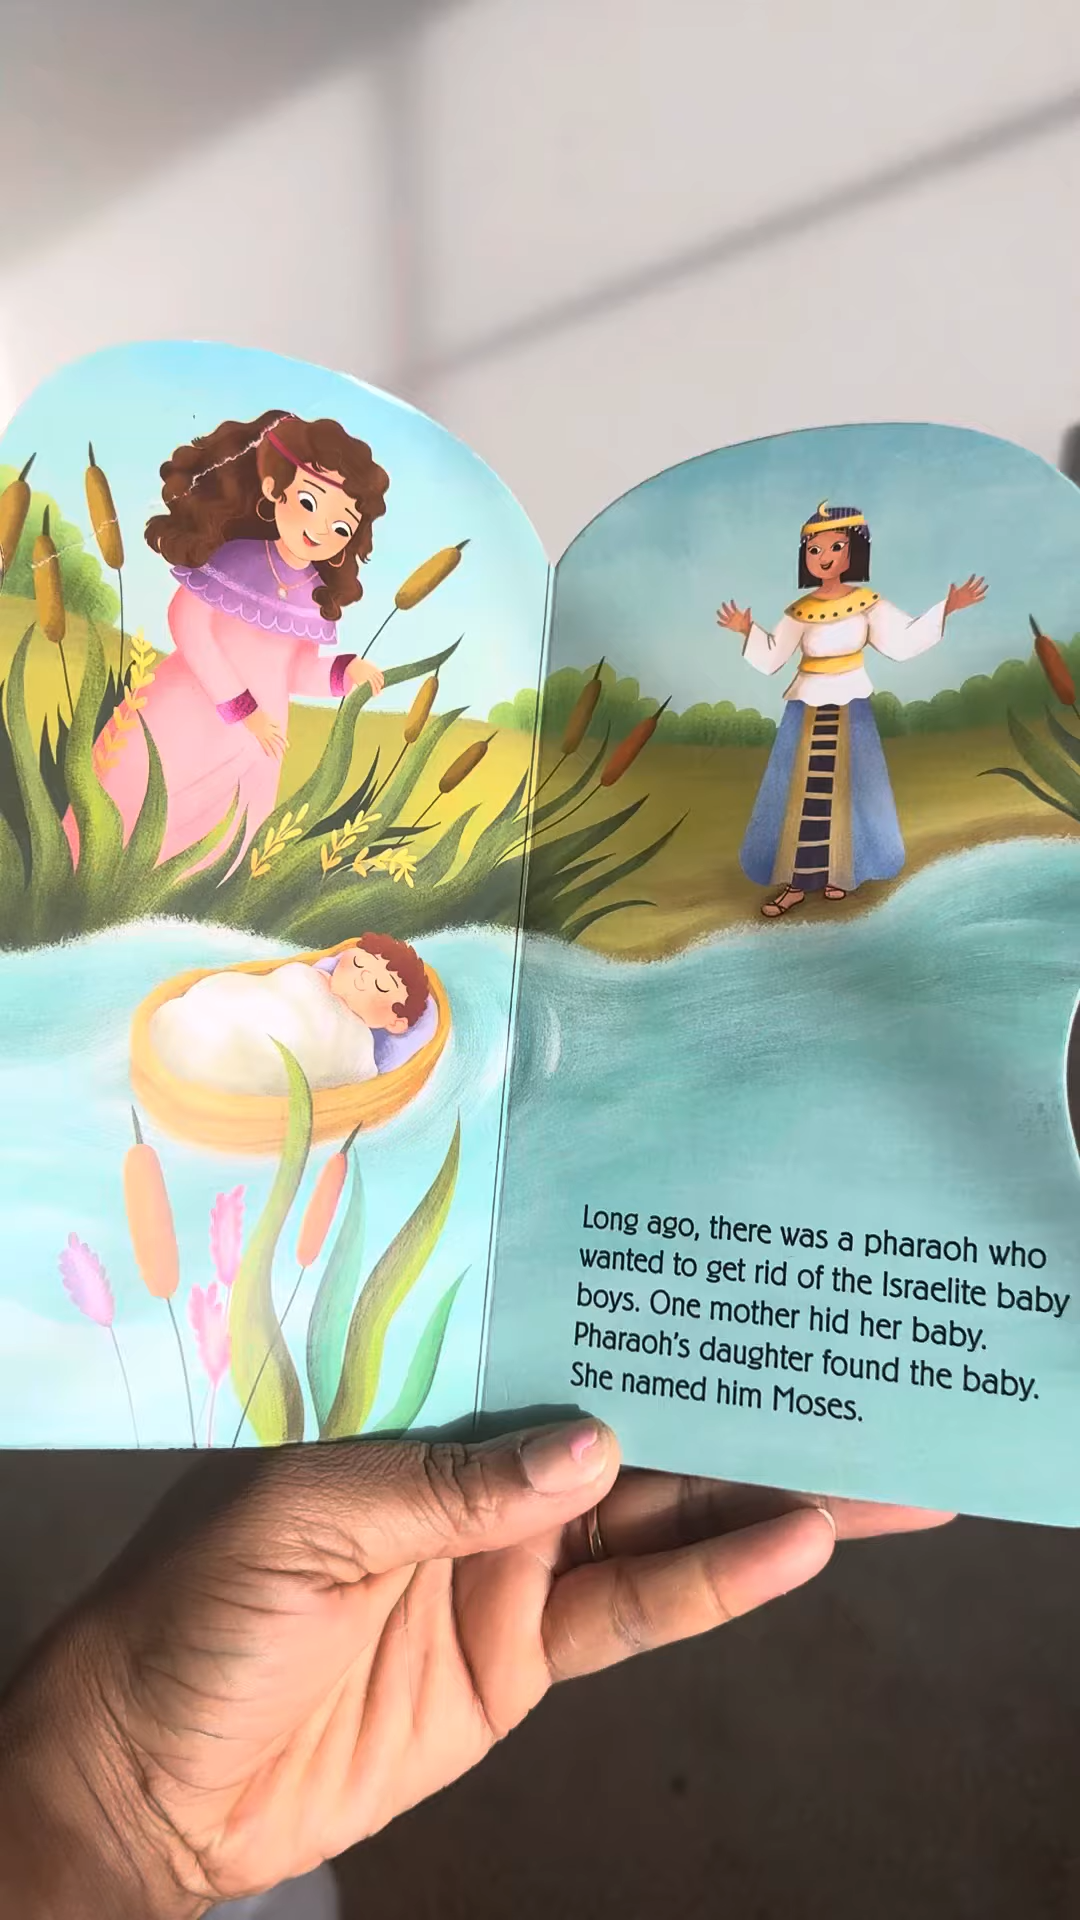 Long ago, there was a pharaoh who
wanted to get rid of the Israelite baby
boys. One mother hid her baby.
Pharaoh's daughter found the baby.
She named him Moses.